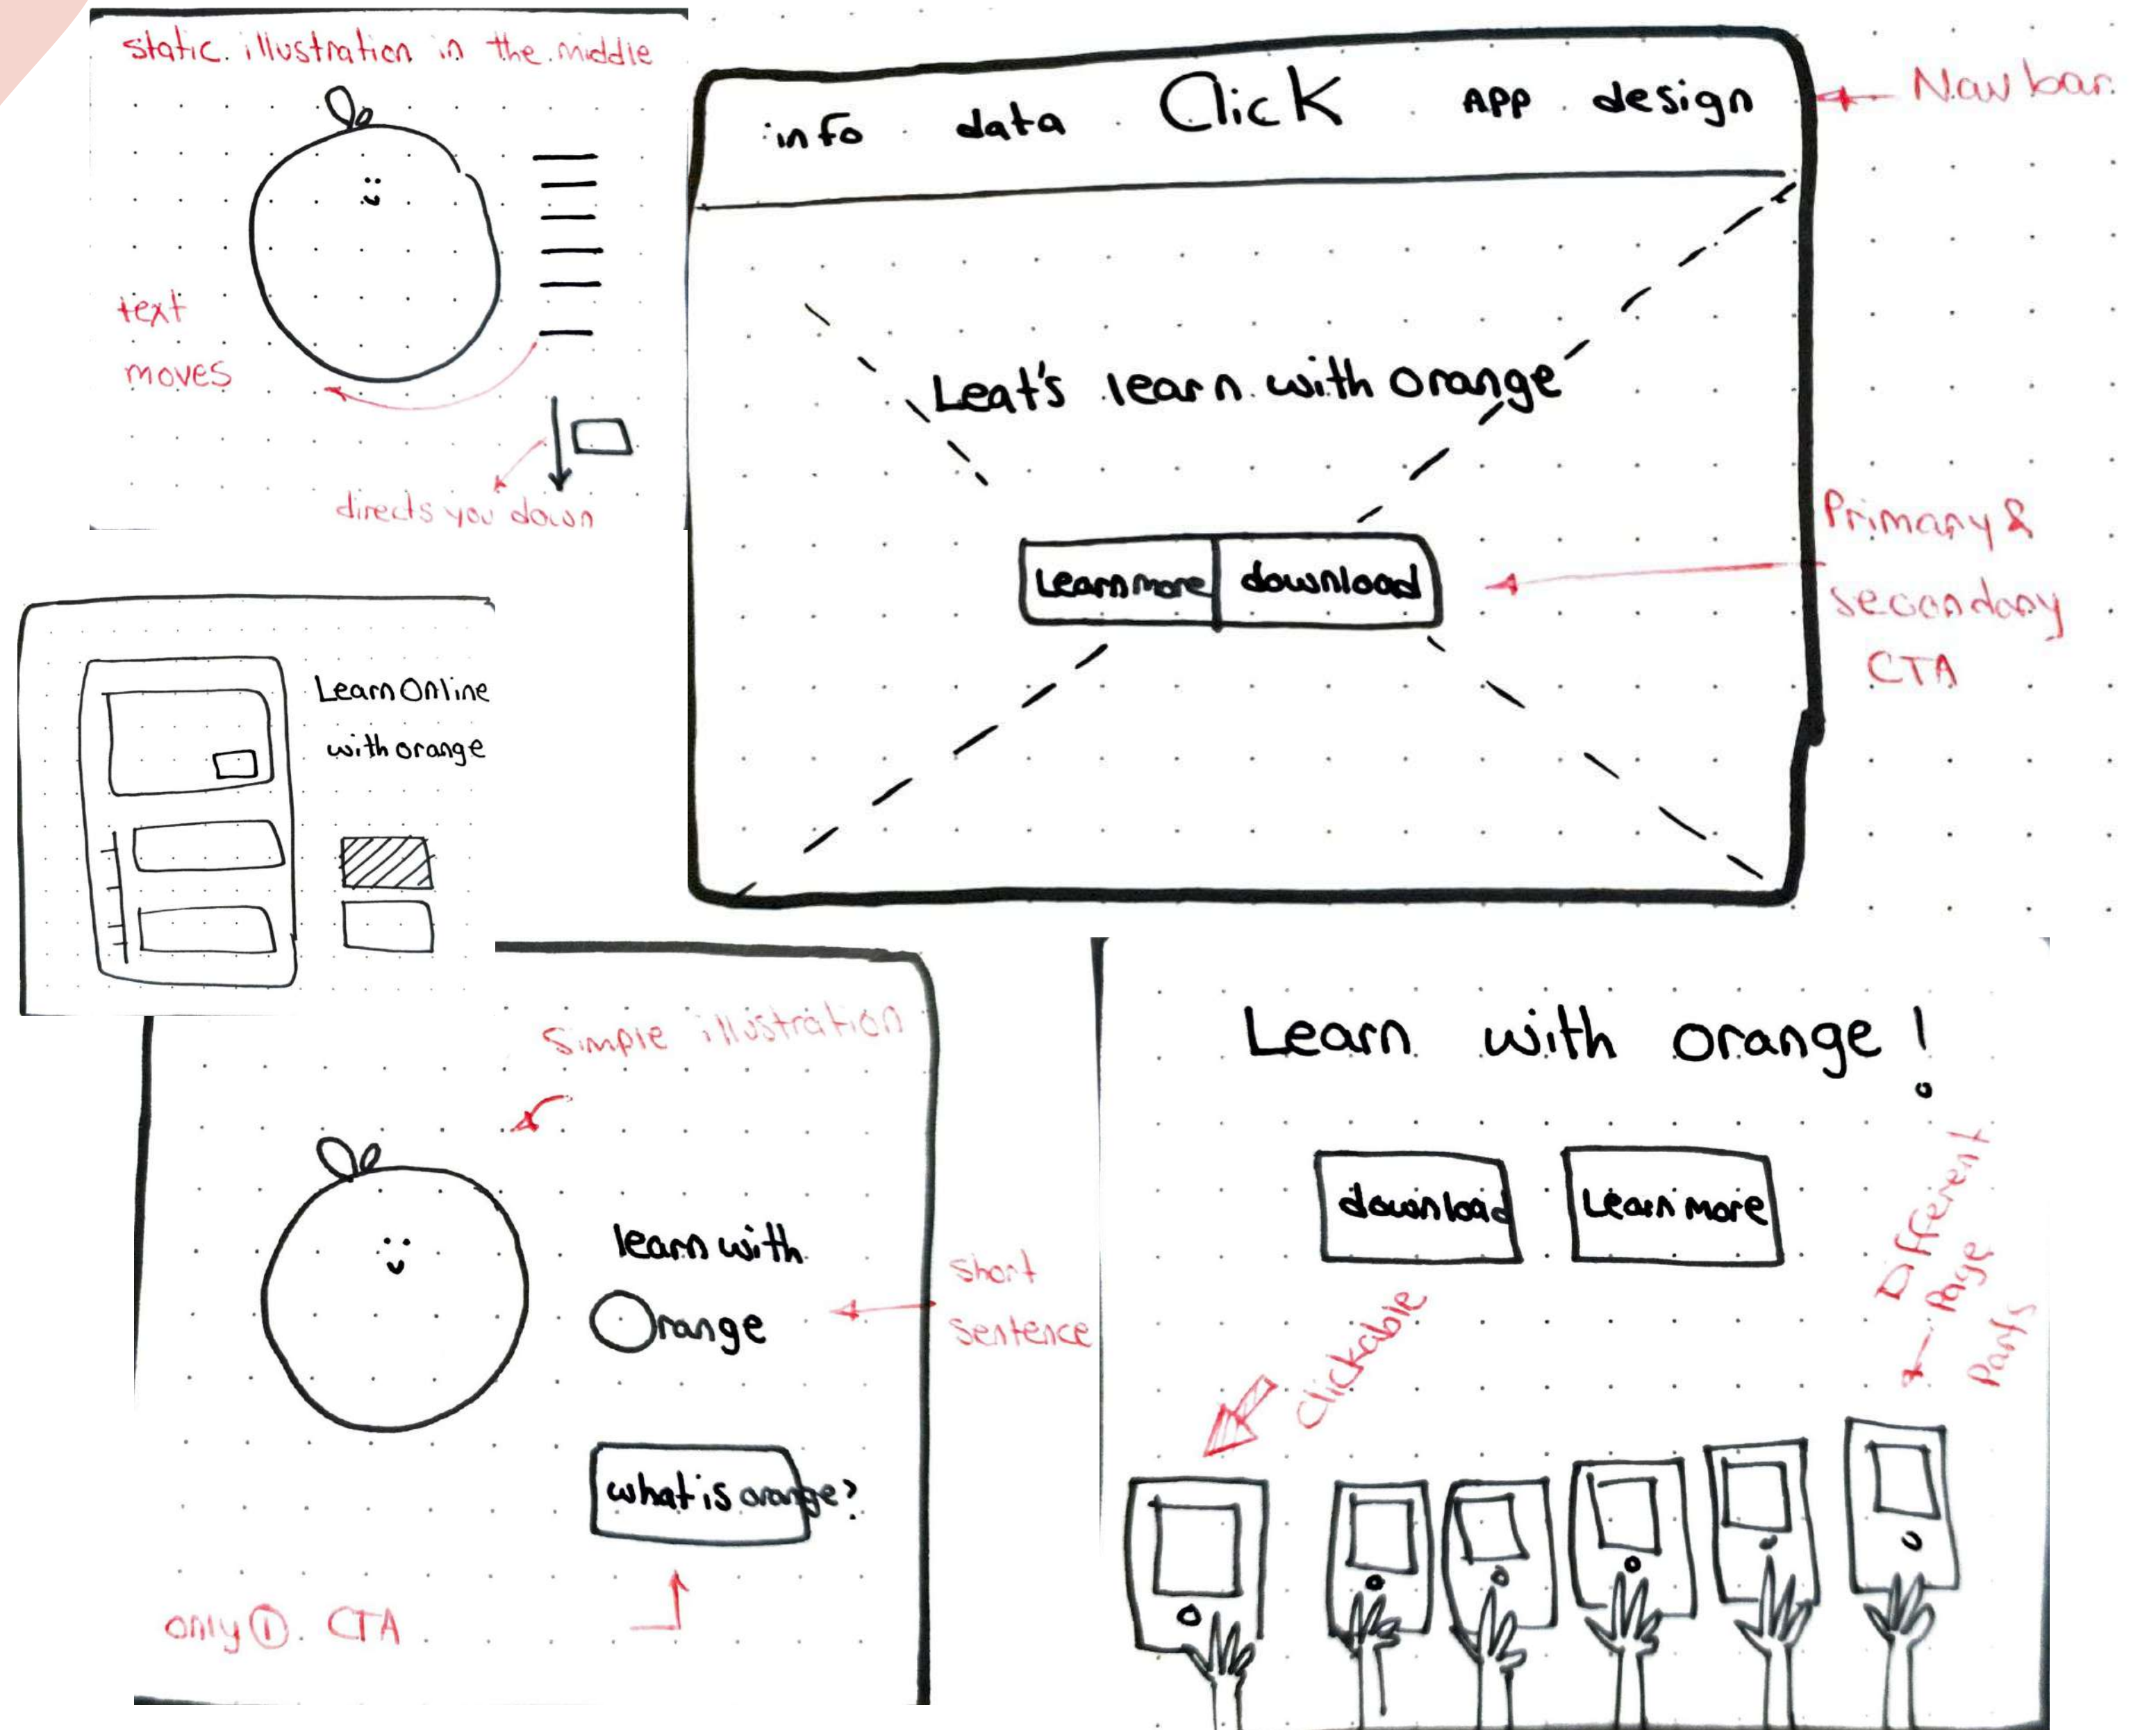 static illustration in the middle
text
moves
directs you down
info data Click APP design
Nav bar
Leat's learn with orange
Learn more download
Primary &
secondary
CTA
Learn Online
with orange
Simple illustration
learn with
Orange
short
sentence
what is orange?
only 1 CTA
Learn with orange!
download Learn more
Different
Page
Parts
Clickable